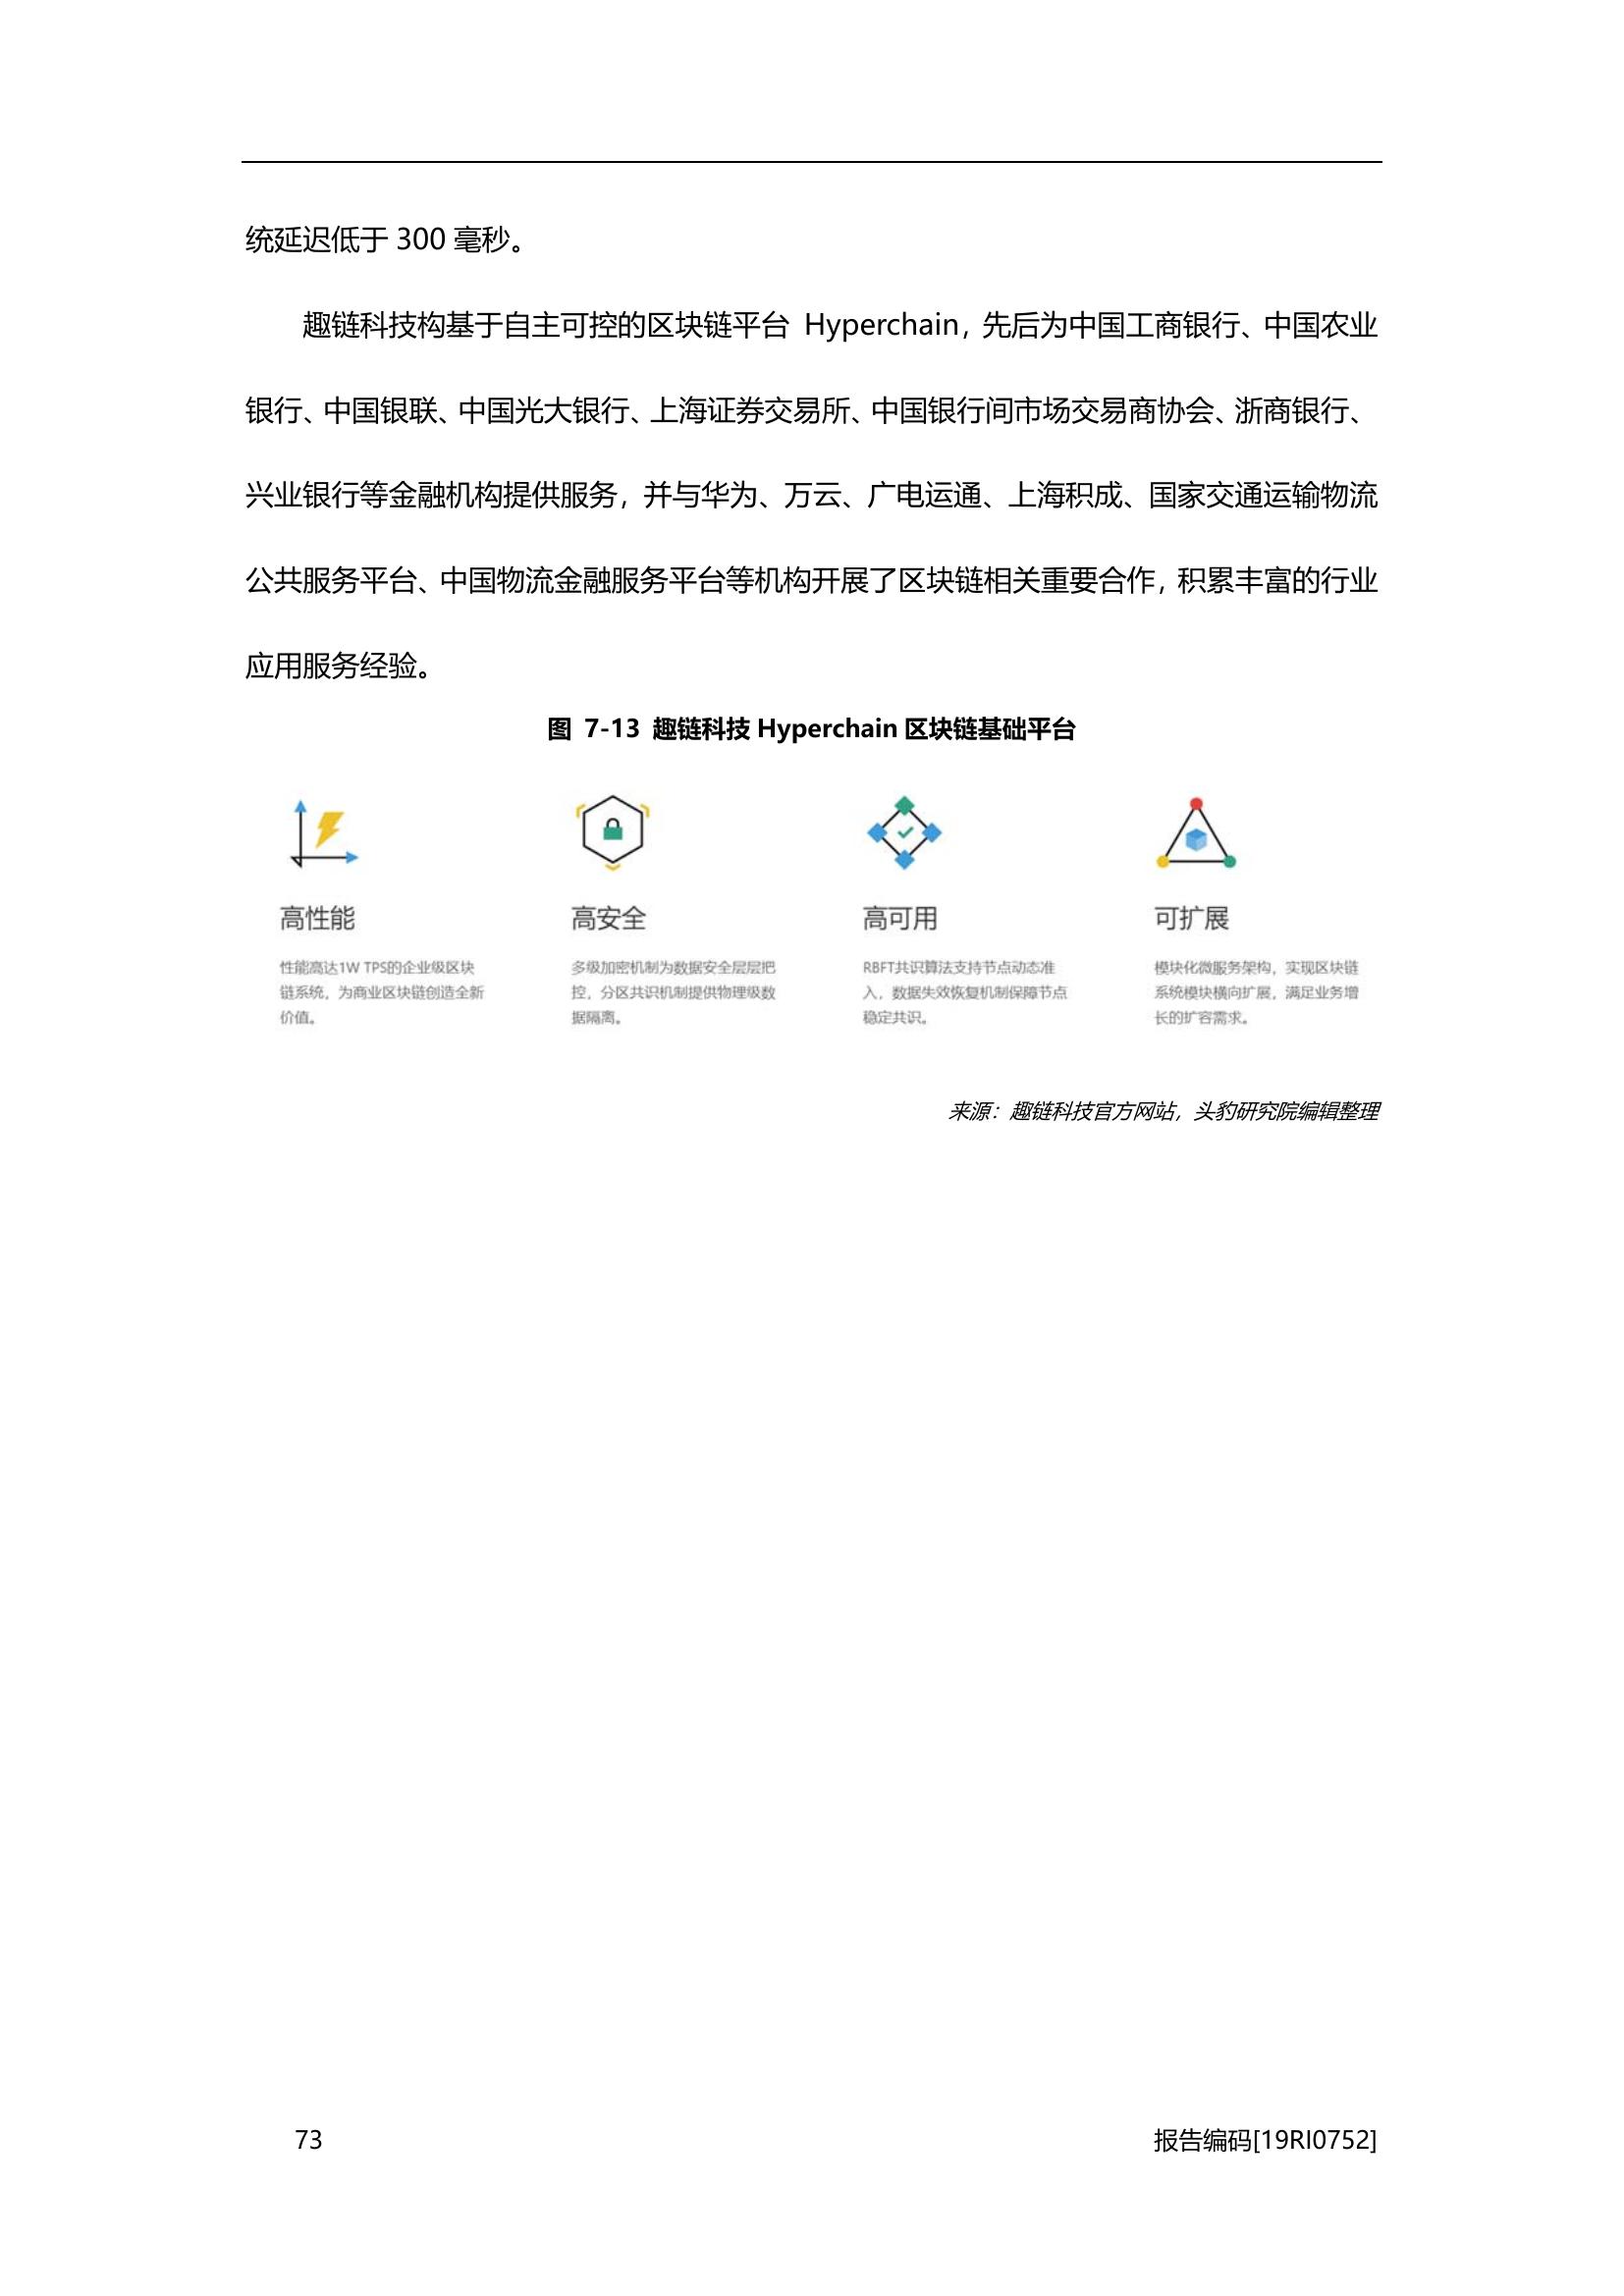 统延迟低于 300 毫秒。
趣链科技构基于自主可控的区块链平台 Hyperchain，先后为中国工商银行、中国农业
银行、中国银联、中国光大银行、上海证券交易所、中国银行间市场交易商协会、浙商银行、
兴业银行等金融机构提供服务，并与华为、万云、广电运通、上海积成、国家交通运输物流
公共服务平台、中国物流金融服务平台等机构开展了区块链相关重要合作，积累丰富的行业
应用服务经验。
图 7-13 趣链科技 Hyperchain 区块链基础平台
高性能
性能高达1W TPS的企业级区块
链系统，为商业区块链创造全新
价值。
高安全
多级加密机制为数据安全层层把
控，分区共识机制提供物理级数
据隔离。
高可用
RBFT共识算法支持节点动态准
入，数据失效恢复机制保障节点
稳定共识。
可扩展
模块化微服务架构，实现区块链
系统模块横向扩展，满足业务增
长的扩容需求。
来源：趣链科技官方网站，头豹研究院编辑整理
73
报告编码[19RI0752]